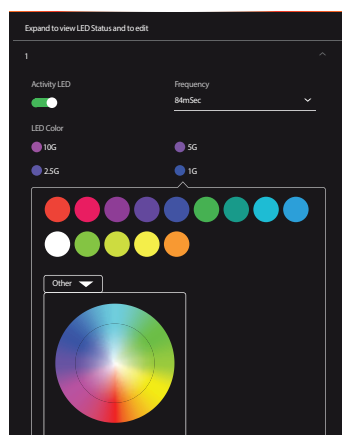 Expand to view LED Status and to edit
1
Activity LED
Frequency
84mSec
LED Color
10G
5G
2.5G
1G
Other